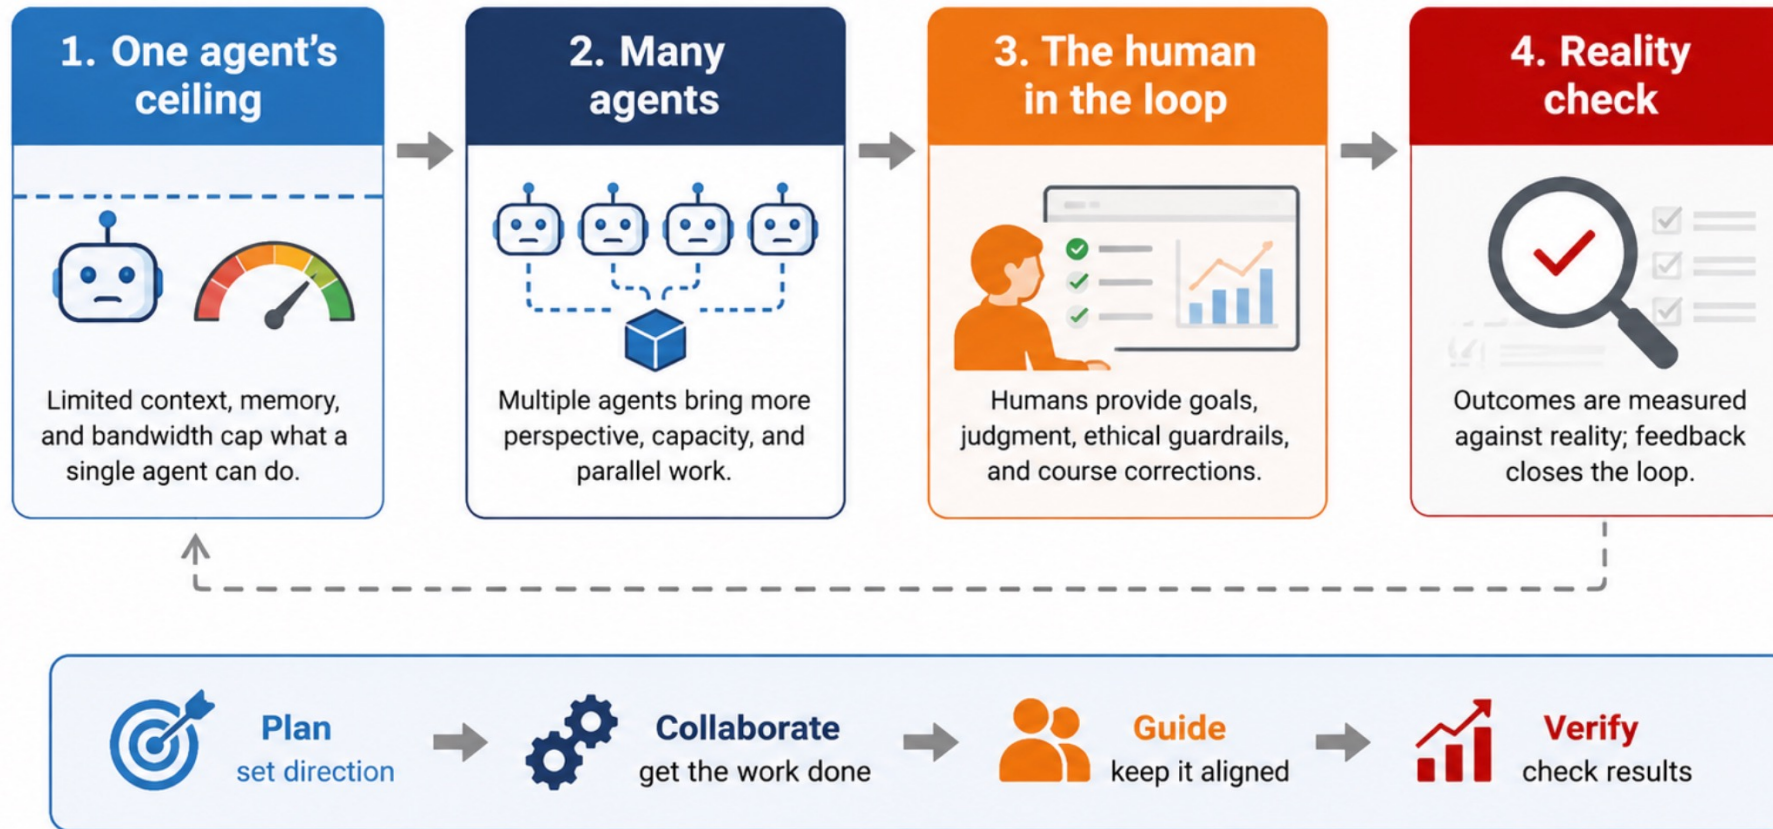 1. One agent's
ceiling
2. Many
agents
3. The human
in the loop
4. Reality
check
Limited context, memory,
and bandwidth cap what a
single agent can do.
Multiple agents bring more
perspective, capacity, and
parallel work.
Humans provide goals,
judgment, ethical guardrails,
and course corrections.
Outcomes are measured
against reality; feedback
closes the loop.
Plan
set direction
Collaborate
get the work done
Guide
keep it aligned
Verify
check results